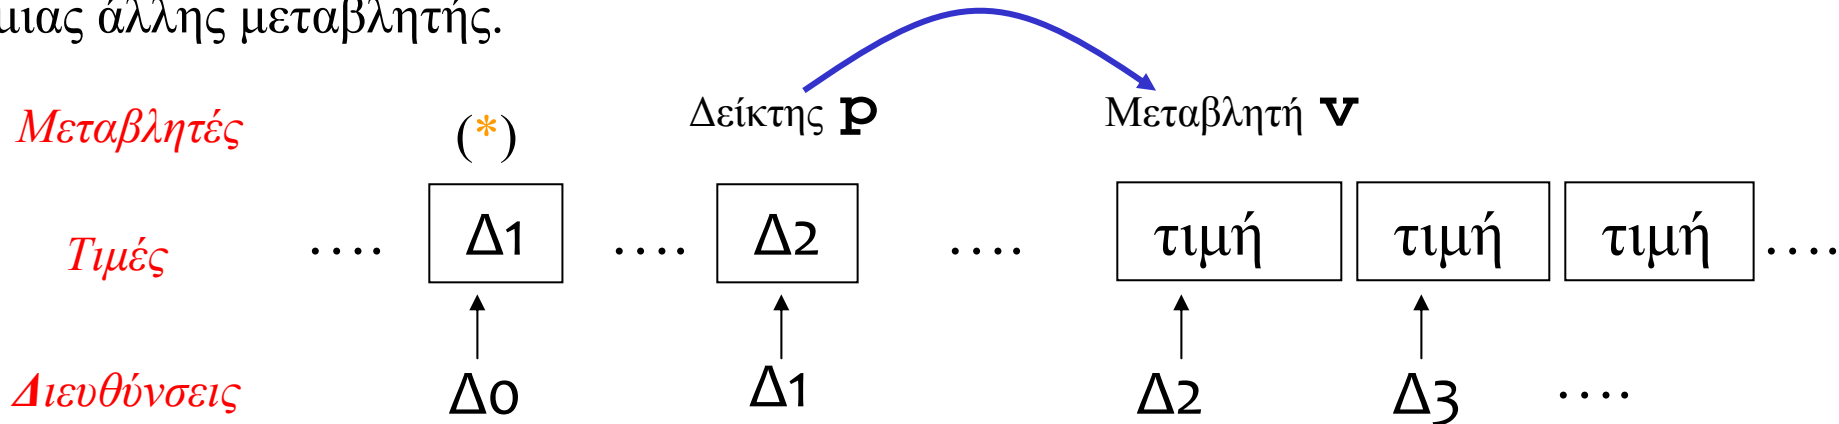 μιας άλλης μεταβλητής.
Μεταβλητές (*) Δείκτης p Μεταβλητή v
Τιμές .... Δ1 .... Δ2 .... τιμή τιμή τιμή ....
Διευθύνσεις Δ0 Δ1 Δ2 Δ3 ....